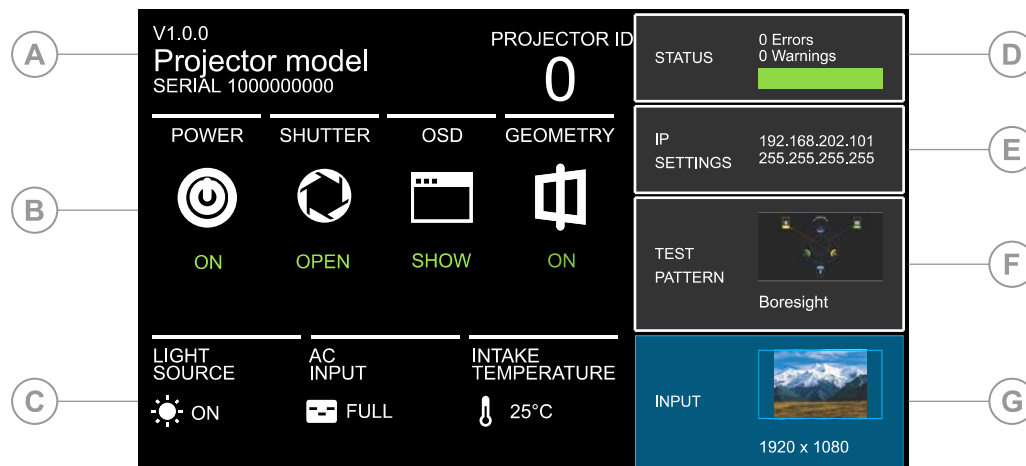 A
V1.0.0
Projector model
SERIAL 1000000000
PROJECTOR ID
0
POWER
SHUTTER
OSD
GEOMETRY
B
ON
OPEN
SHOW
ON
LIGHT
SOURCE
AC
INPUT
INTAKE
TEMPERATURE
C
ON
FULL
25°C
STATUS
0 Errors
0 Warnings
D
IP
SETTINGS
192.168.202.101
255.255.255.255
E
TEST
PATTERN
Boresight
F
INPUT
1920 x 1080
G